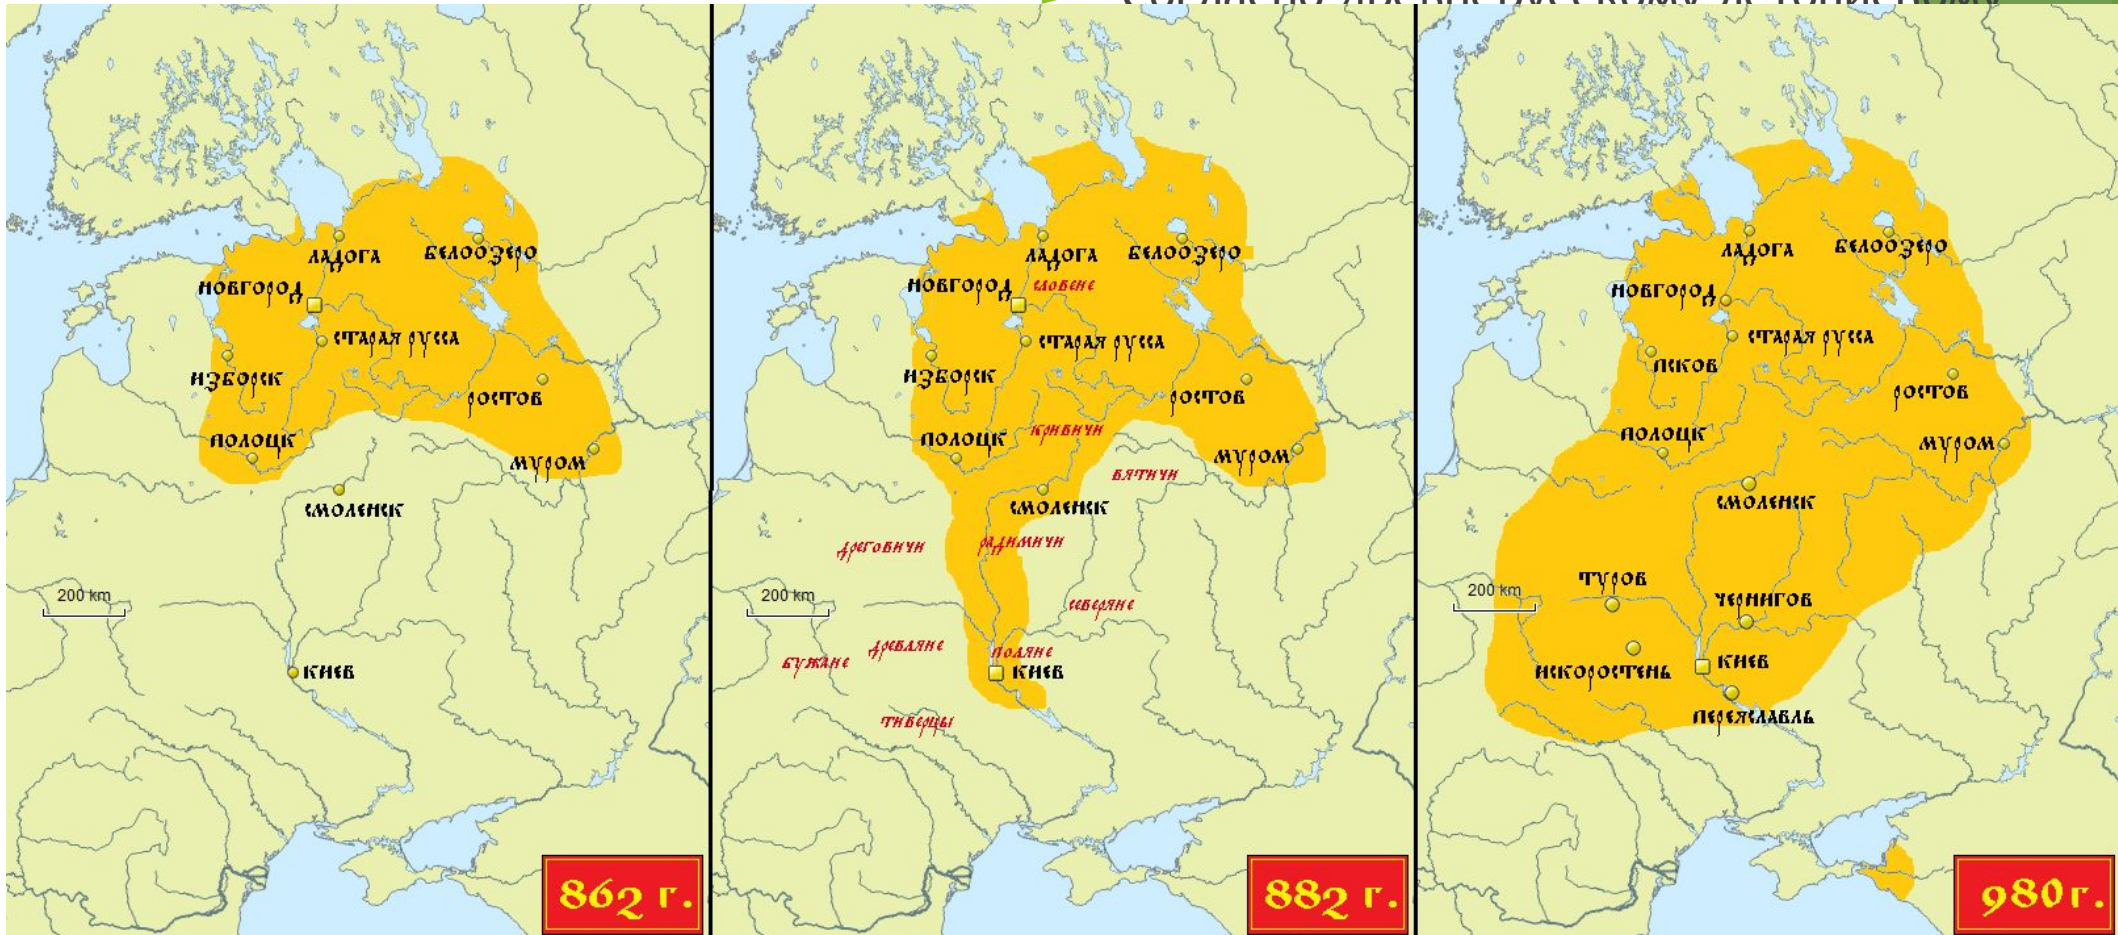 ЛАДОГА
БЕЛООЗЕРО
НОВГОРОД
СТАРАЯ РУССА
ИЗБОРСК
РОСТОВ
ПОЛОЦК
МУРОМ
СМОЛЕНСК
200 km
КИЕВ
862 г.
ЛАДОГА
БЕЛООЗЕРО
НОВГОРОД
СЛОВЕНЕ
СТАРАЯ РУССА
ИЗБОРСК
РОСТОВ
КРИВИЧИ
ПОЛОЦК
МУРОМ
ВЯТИЧИ
СМОЛЕНСК
ДРЕГОВИЧИ
РАДИМИЧИ
200 km
СЕВЕРЯНЕ
ДРЕВЛЯНЕ
ПОЛЯНЕ
БУЖАНЕ
КИЕВ
ТИВЕРЦЫ
882 г.
ЛАДОГА
БЕЛООЗЕРО
НОВГОРОД
СТАРАЯ РУССА
ПСКОВ
РОСТОВ
ПОЛОЦК
МУРОМ
СМОЛЕНСК
ТУРОВ
200 km
ЧЕРНИГОВ
КИЕВ
ИСКОРОСТЕНЬ
ПЕРЕЯСЛАВЛЬ
980 г.